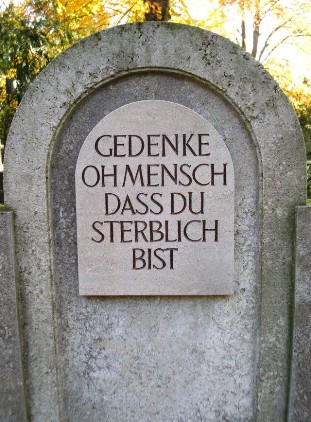 GEDENKE
OH MENSCH
DASS DU
STERBLICH
BIST